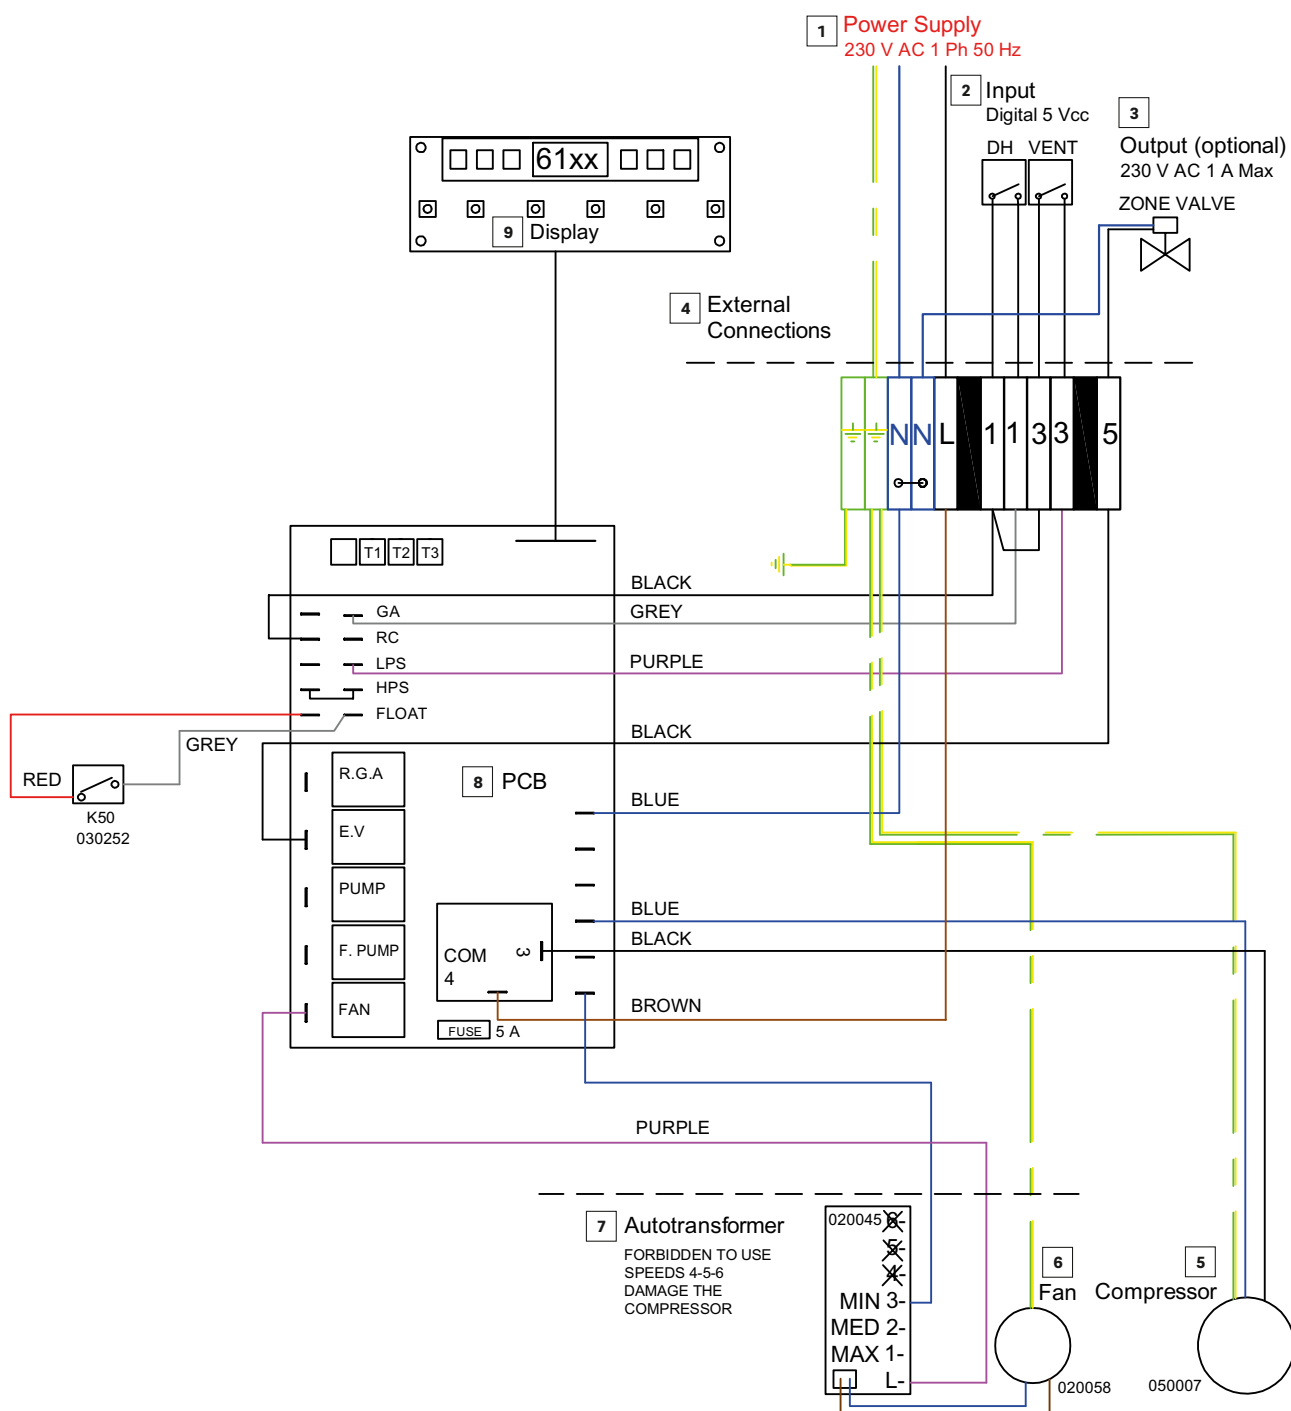 1 Power Supply
230 V AC 1 Ph 50 Hz
2 Input
Digital 5 Vcc
DH VENT
3
Output (optional)
230 V AC 1 A Max
ZONE VALVE
61xx
9 Display
4 External
Connections
N N L 1 1 3 3 5
T1 T2 T3
BLACK
GA
GREY
RC
LPS
PURPLE
HPS
FLOAT
GREY
BLACK
RED
K50
030252
R.G.A
8 PCB
BLUE
E.V
PUMP
BLUE
F. PUMP
BLACK
COM 3
4
BROWN
FAN
FUSE 5 A
PURPLE
7 Autotransformer
FORBIDDEN TO USE
SPEEDS 4-5-6
DAMAGE THE
COMPRESSOR
020045 6-
5-
4-
MIN 3-
MED 2-
MAX 1-
L-
6
Fan
020058
5
Compressor
050007